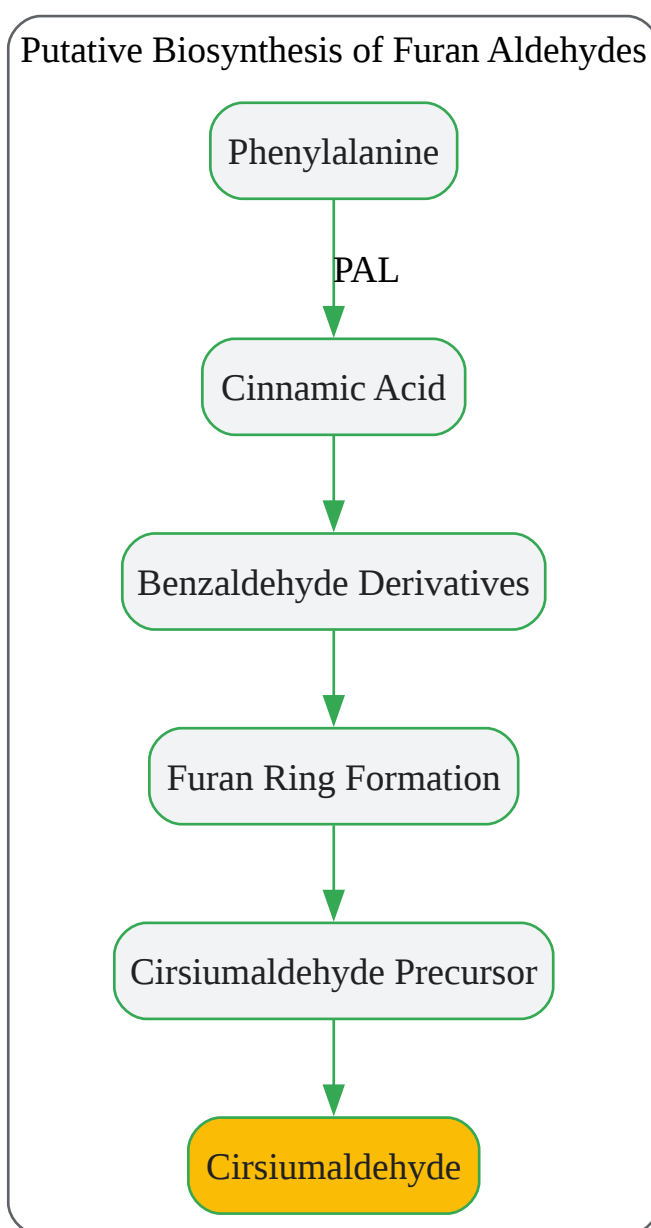 Putative Biosynthesis of Furan Aldehydes
Phenylalanine
PAL
Cinnamic Acid
Benzaldehyde Derivatives
Furan Ring Formation
Cirsiumaldehyde Precursor
Cirsiumaldehyde